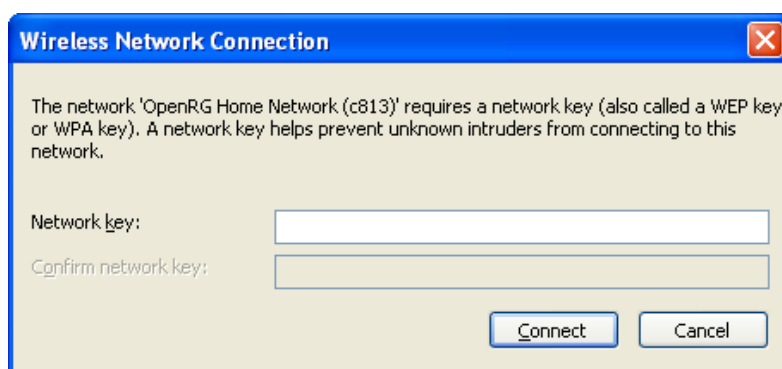 Wireless Network Connection
The network 'OpenRG Home Network (c813)' requires a network key (also called a WEP key
or WPA key). A network key helps prevent unknown intruders from connecting to this
network.
Network key:
Confirm network key:
Connect Cancel